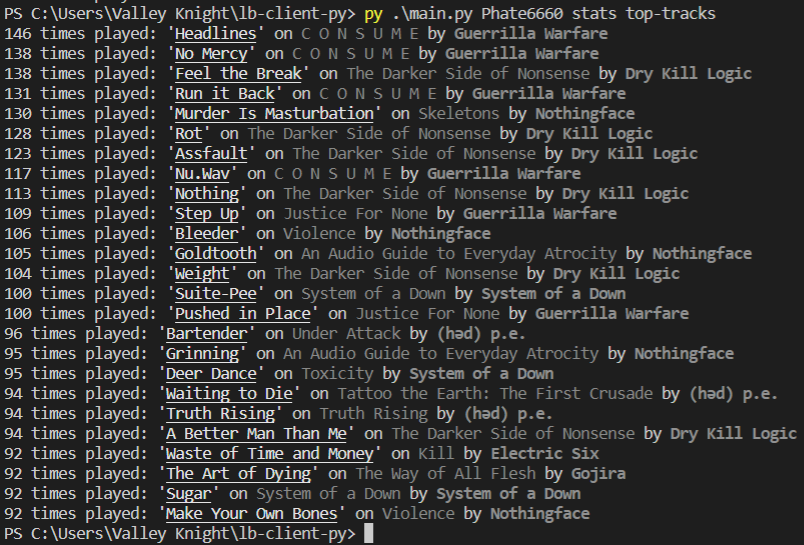 PS C:\Users\Valley Knight\lb-client-py> py .\main.py Phate6660 stats top-tracks
146 times played: 'Headlines' on C O N S U M E by Guerrilla Warfare
138 times played: 'No Mercy' on C O N S U M E by Guerrilla Warfare
138 times played: 'Feel the Break' on The Darker Side of Nonsense by Dry Kill Logic
131 times played: 'Run it Back' on C O N S U M E by Guerrilla Warfare
130 times played: 'Murder Is Masturbation' on Skeletons by Nothingface
128 times played: 'Rot' on The Darker Side of Nonsense by Dry Kill Logic
123 times played: 'Assfault' on The Darker Side of Nonsense by Dry Kill Logic
117 times played: 'Nu.Wav' on C O N S U M E by Guerrilla Warfare
113 times played: 'Nothing' on The Darker Side of Nonsense by Dry Kill Logic
109 times played: 'Step Up' on Justice For None by Guerrilla Warfare
106 times played: 'Bleeder' on Violence by Nothingface
105 times played: 'Goldtooth' on An Audio Guide to Everyday Atrocity by Nothingface
104 times played: 'Weight' on The Darker Side of Nonsense by Dry Kill Logic
100 times played: 'Suite-Pee' on System of a Down by System of a Down
100 times played: 'Pushed in Place' on Justice For None by Guerrilla Warfare
96 times played: 'Bartender' on Under Attack by (həd) p.e.
95 times played: 'Grinning' on An Audio Guide to Everyday Atrocity by Nothingface
95 times played: 'Deer Dance' on Toxicity by System of a Down
94 times played: 'Waiting to Die' on Tattoo the Earth: The First Crusade by (həd) p.e.
94 times played: 'Truth Rising' on Truth Rising by (həd) p.e.
94 times played: 'A Better Man Than Me' on The Darker Side of Nonsense by Dry Kill Logic
92 times played: 'Waste of Time and Money' on Kill by Electric Six
92 times played: 'The Art of Dying' on The Way of All Flesh by Gojira
92 times played: 'Sugar' on System of a Down by System of a Down
92 times played: 'Make Your Own Bones' on Violence by Nothingface
PS C:\Users\Valley Knight\lb-client-py>